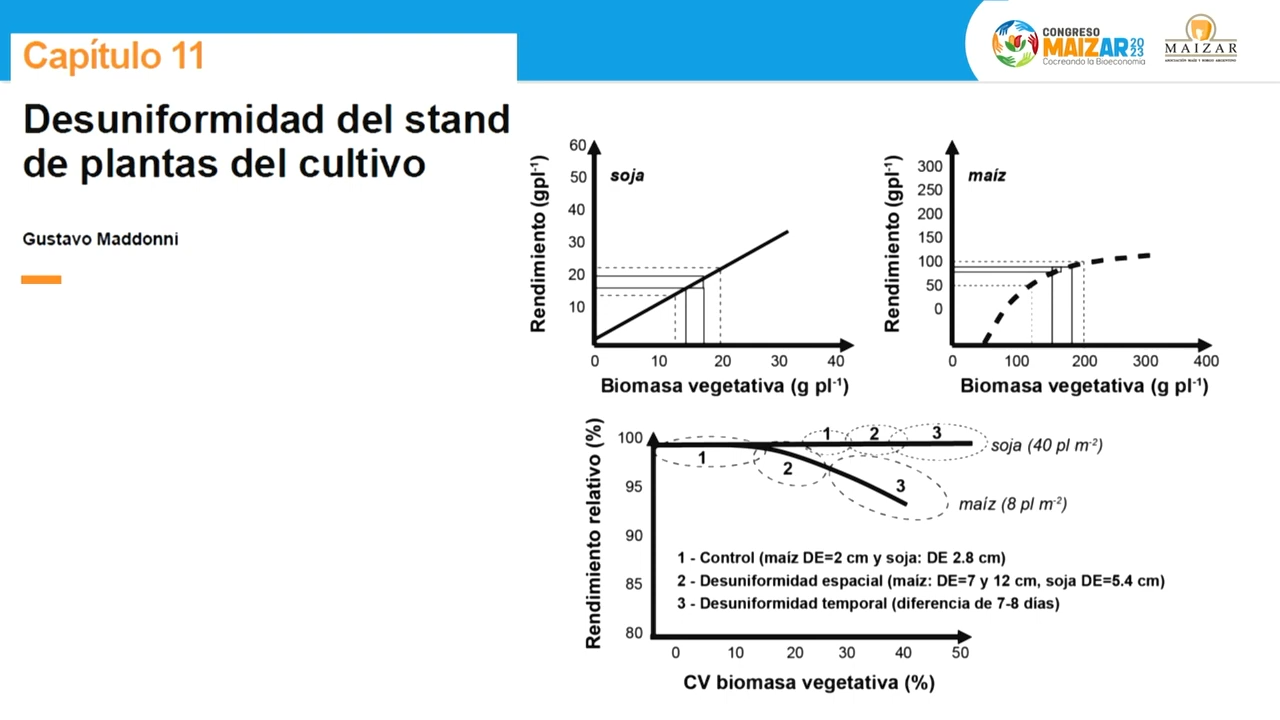 Capítulo 11
CONGRESO
MAIZAR 2023
Cocreando la Bioeconomía
MAIZAR
ASOCIACIÓN MAÍZ Y SORGO ARGENTINO
Desuniformidad del stand
de plantas del cultivo
Gustavo Maddonni
soja
Rendimiento (gpl-¹)
60
50
40
30
20
10
0 10 20 30 40
Biomasa vegetativa (g pl-¹)
maíz
Rendimiento (gpl-¹)
300
250
200
150
100
50
0
0 100 200 300 400
Biomasa vegetativa (g pl-¹)
Rendimiento relativo (%)
100
95
90
85
80
1 2 3
soja (40 pl m-²)
1
2
3
maíz (8 pl m-²)
1 - Control (maíz DE=2 cm y soja: DE 2.8 cm)
2 - Desuniformidad espacial (maíz: DE=7 y 12 cm, soja DE=5.4 cm)
3 - Desuniformidad temporal (diferencia de 7-8 días)
0 10 20 30 40 50
CV biomasa vegetativa (%)